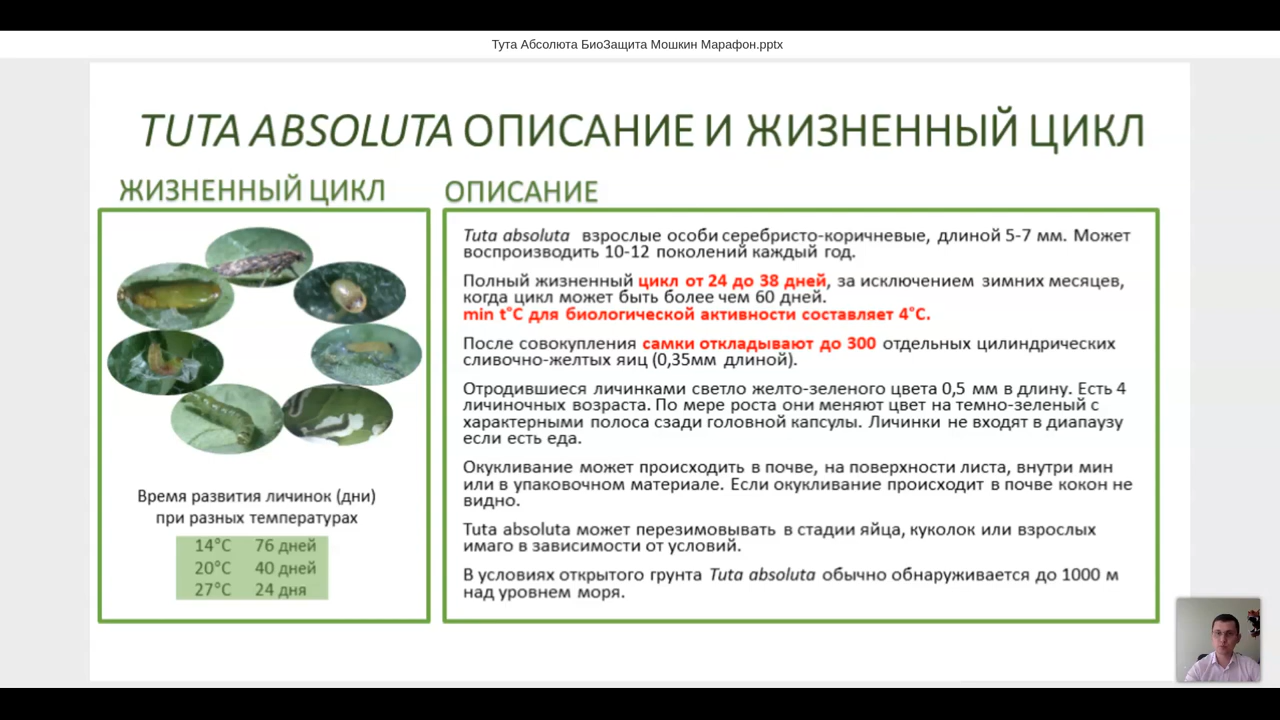 Тута Абсолюта БиоЗащита Мошкин Марафон.pptx
TUTA ABSOLUTA ОПИСАНИЕ И ЖИЗНЕННЫЙ ЦИКЛ
ЖИЗНЕННЫЙ ЦИКЛ
Время развития личинок (дни)
при разных температурах
14°C 76 дней
20°C 40 дней
27°C 24 дня
ОПИСАНИЕ
Tuta absoluta взрослые особи серебристо-коричневые, длиной 5-7 мм. Может
воспроизводить 10-12 поколений каждый год.
Полный жизненный цикл от 24 до 38 дней, за исключением зимних месяцев,
когда цикл может быть более чем 60 дней.
min t°C для биологической активности составляет 4°C.
После совокупления самки откладывают до 300 отдельных цилиндрических
сливочно-желтых яиц (0,35мм длиной).
Отродившиеся личинками светло желто-зеленого цвета 0,5 мм в длину. Есть 4
личиночных возраста. По мере роста они меняют цвет на темно-зеленый с
характерными полоса сзади головной капсулы. Личинки не входят в диапаузу
если есть еда.
Окукливание может происходить в почве, на поверхности листа, внутри мин
или в упаковочном материале. Если окукливание происходит в почве кокон не
видно.
Tuta absoluta может перезимовывать в стадии яйца, куколок или взрослых
имаго в зависимости от условий.
В условиях открытого грунта Tuta absoluta обычно обнаруживается до 1000 м
над уровнем моря.